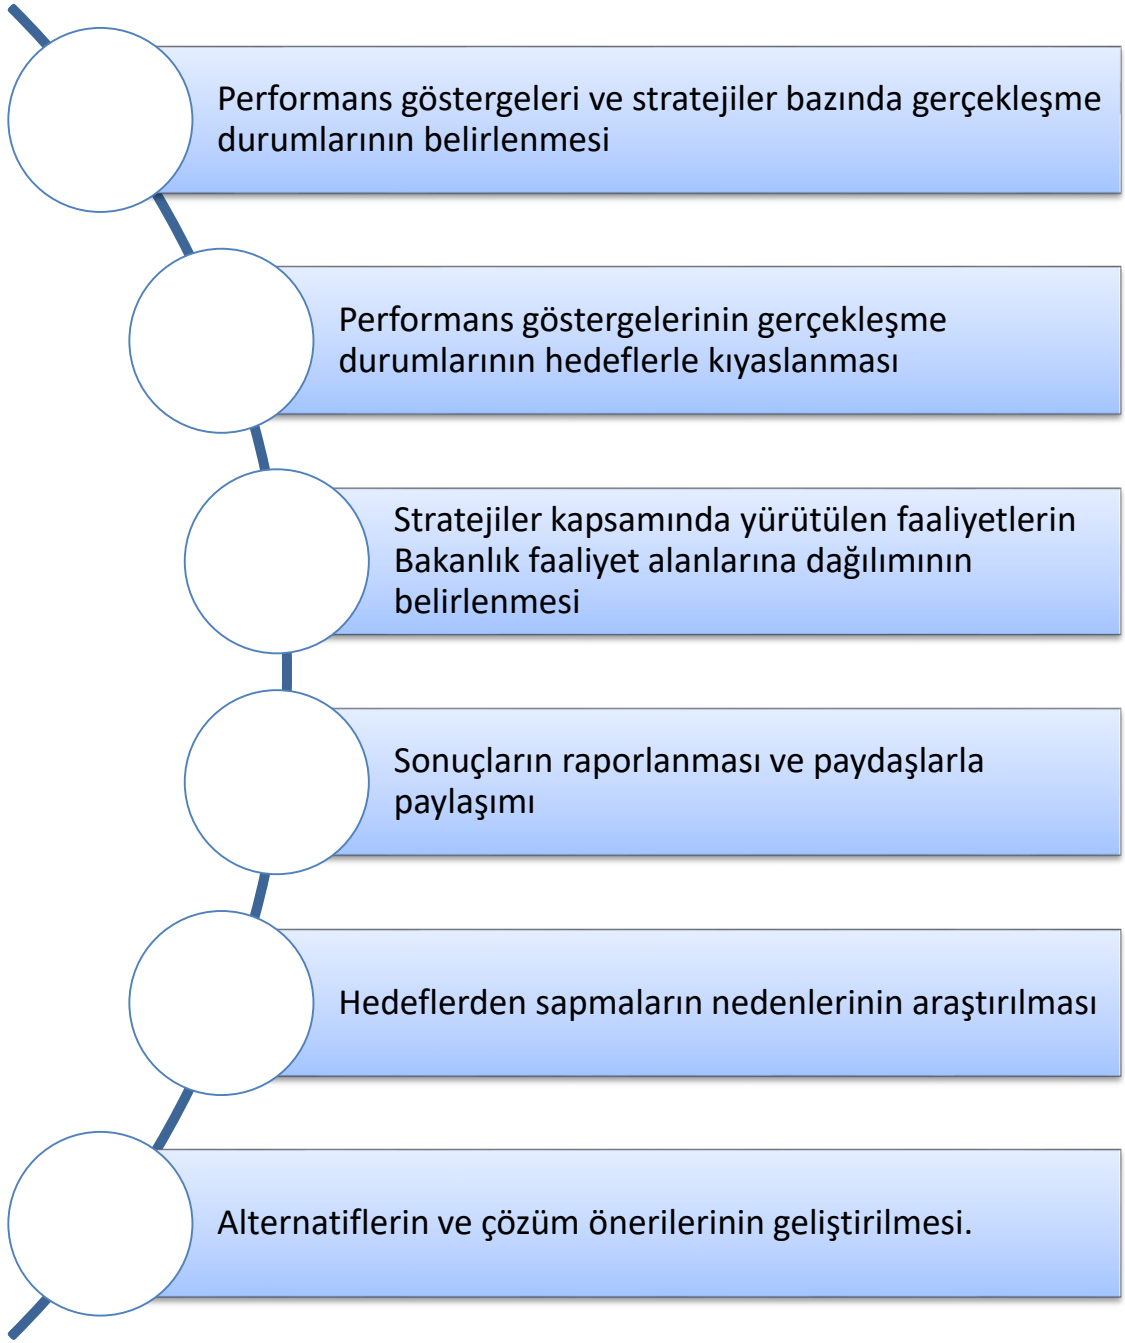 Performans göstergeleri ve stratejiler bazında gerçekleşme
durumlarının belirlenmesi
Performans göstergelerinin gerçekleşme
durumlarının hedeflerle kıyaslanması
Stratejiler kapsamında yürütülen faaliyetlerin
Bakanlık faaliyet alanlarına dağılımının
belirlenmesi
Sonuçların raporlanması ve paydaşlarla
paylaşımı
Hedeflerden sapmaların nedenlerinin araştırılması
Alternatiflerin ve çözüm önerilerinin geliştirilmesi.